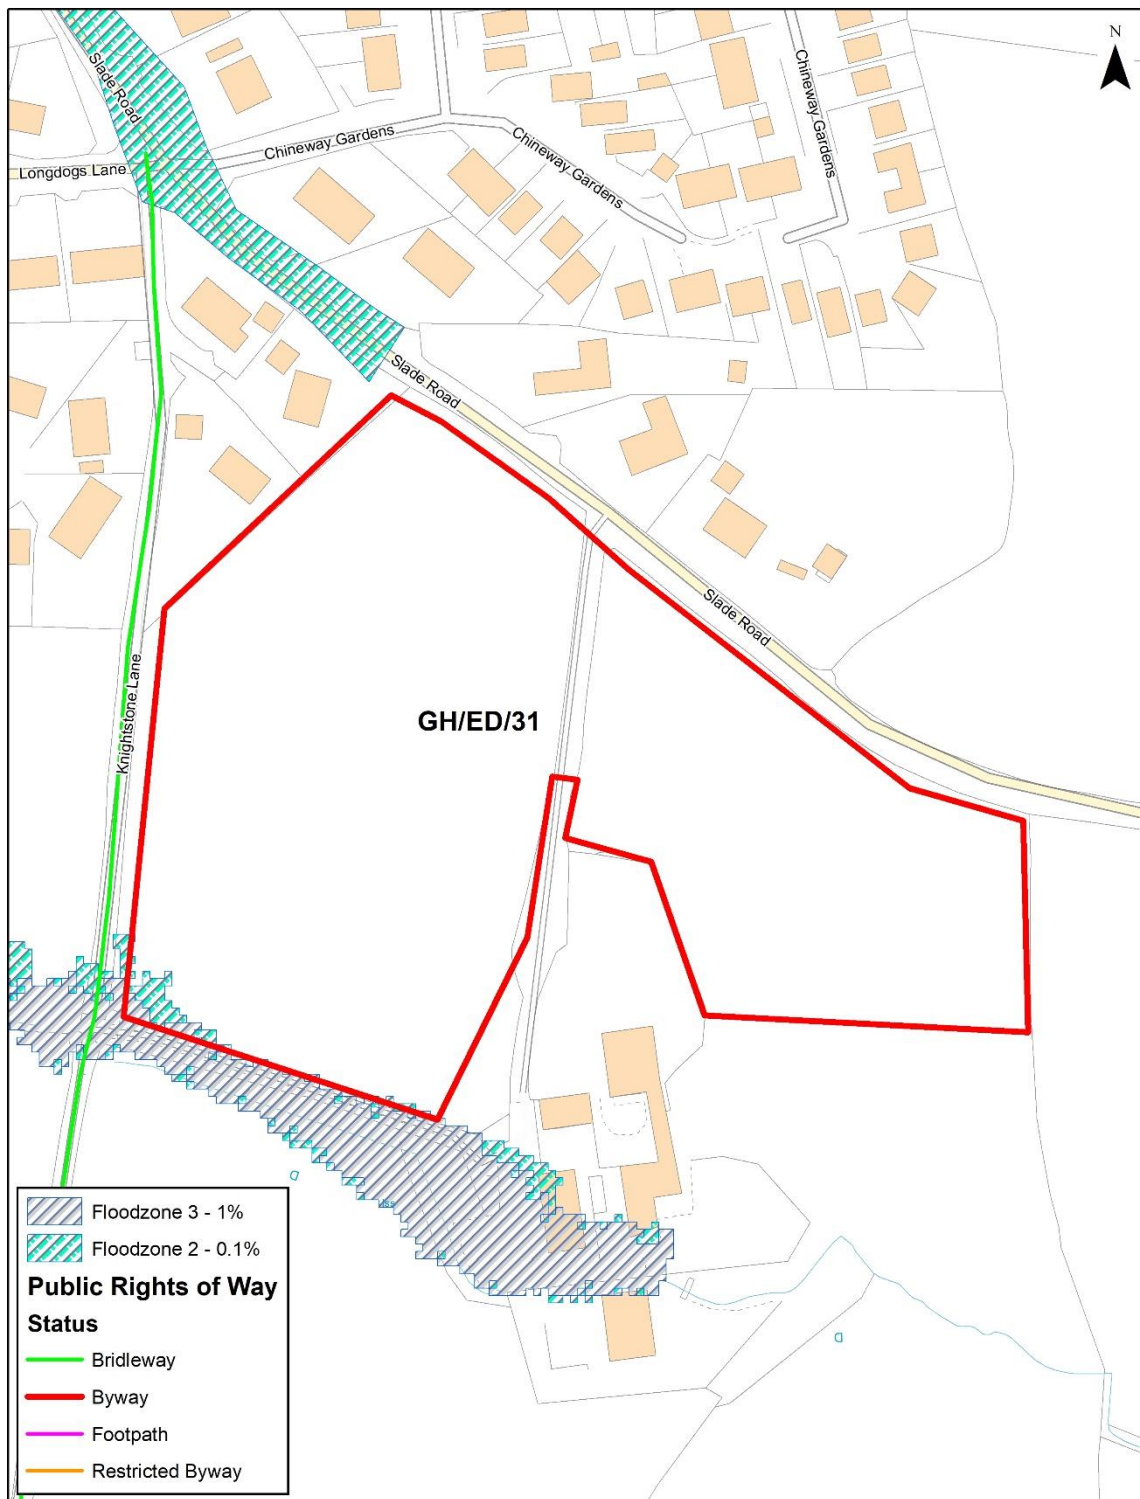 N
Slade Road
Chineway Gardens
Chineway Gardens
Chineway Gardens
Longdogs Lane
Slade Road
Slade Road
Knightstone Lane
GH/ED/31
Floodzone 3 - 1%
Floodzone 2 - 0.1%
Public Rights of Way
Status
Bridleway
Byway
Footpath
Restricted Byway